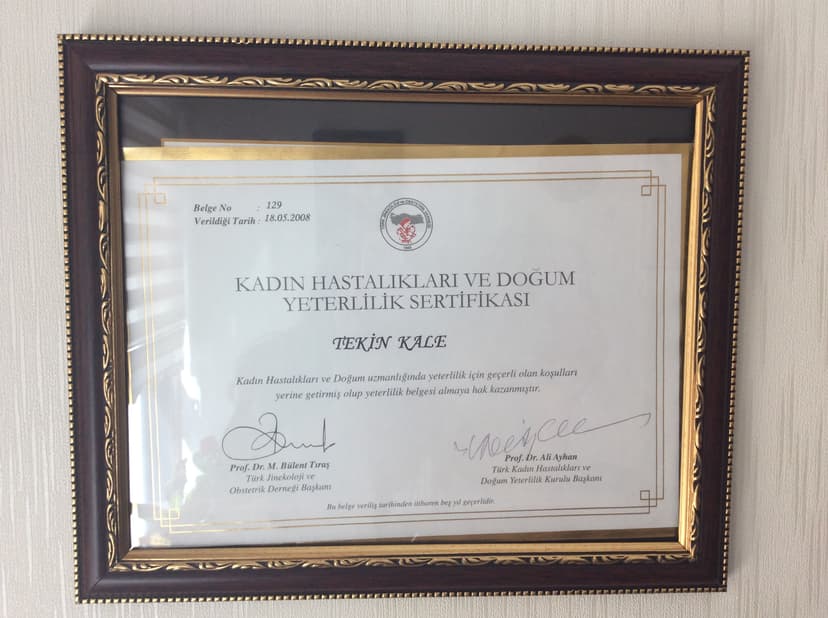 Belge No : 129
Verildiği Tarih : 18.05.2008
KADIN HASTALIKLARI VE DOĞUM
YETERLİLİK SERTİFİKASI
TEKİN KALE
Kadın Hastalıkları ve Doğum uzmanlığında yeterlilik için geçerli olan koşulları
yerine getirmiş olup yeterlilik belgesi almaya hak kazanmıştır.
Prof. Dr. M. Bülent Tıraş
Türk Jinekoloji ve
Obstetrik Derneği Başkanı
Prof. Dr. Ali Ayhan
Türk Kadın Hastalıkları ve
Doğum Yeterlilik Kurulu Başkanı
Bu belge veriliş tarihinden itibaren beş yıl geçerlidir.